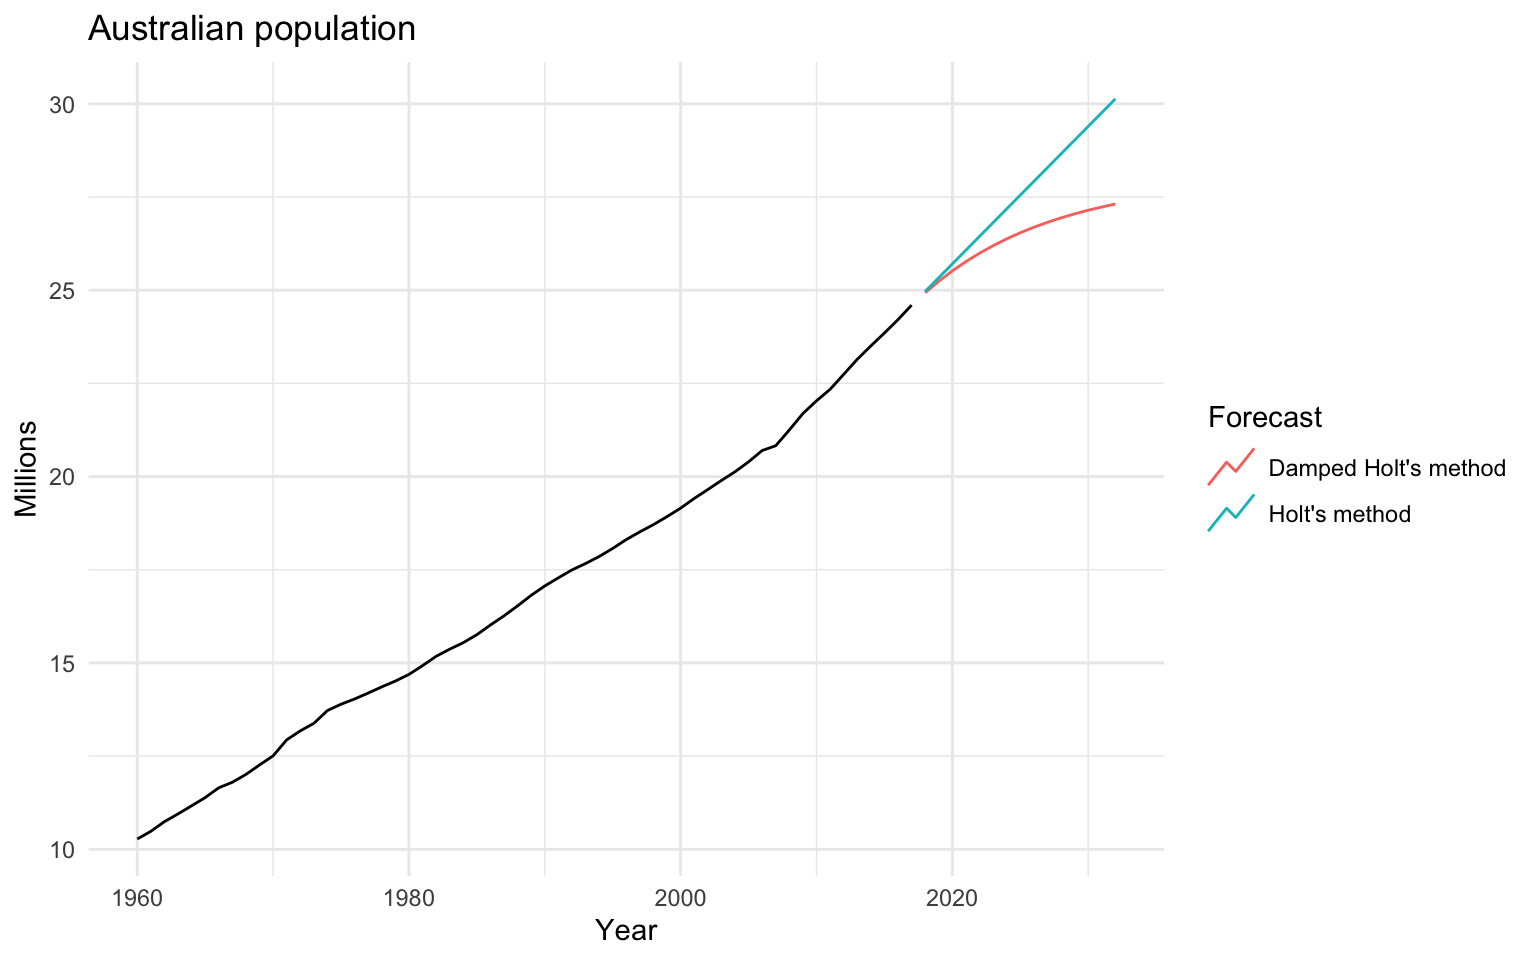 Australian population
30
25
20
15
10
Millions
1960
1980
2000
2020
Year
Forecast
Damped Holt's method
Holt's method